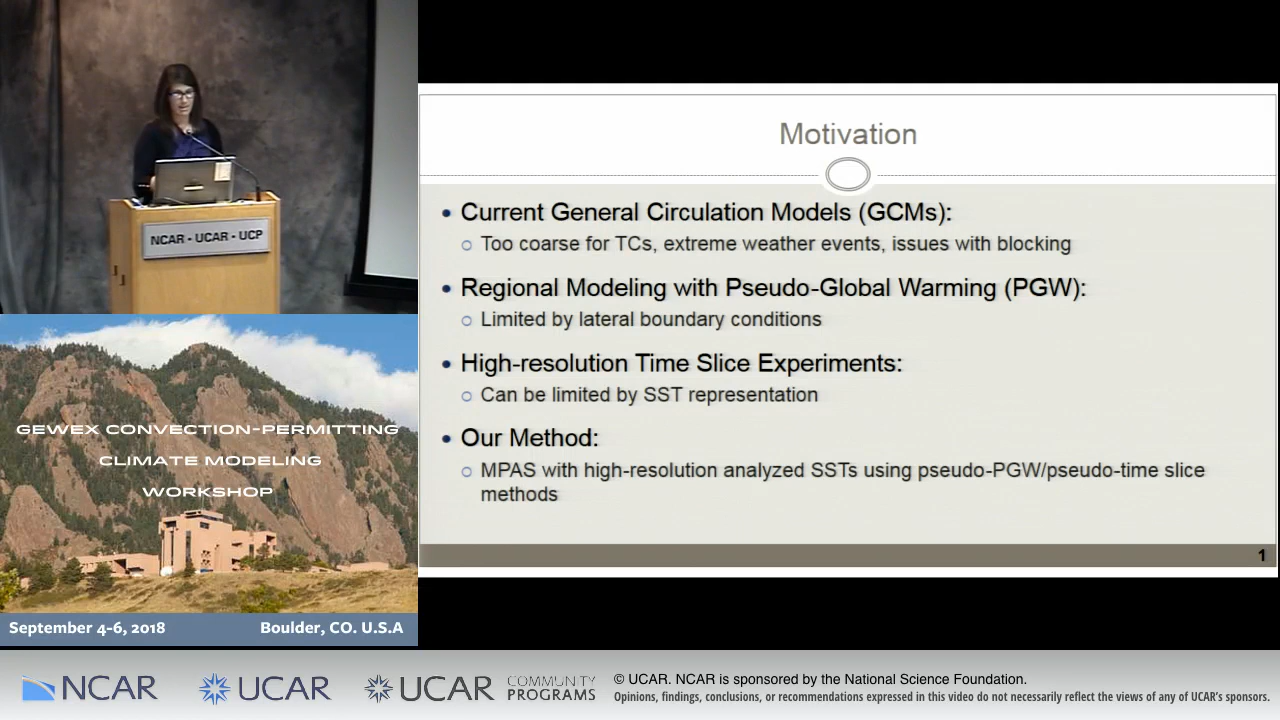 NCAR • UCAR • UCP
GEWEX CONVECTION-PERMITTING
CLIMATE MODELING
WORKSHOP
September 4-6, 2018
Boulder, CO. U.S.A
Motivation
• Current General Circulation Models (GCMs):
○ Too coarse for TCs, extreme weather events, issues with blocking
• Regional Modeling with Pseudo-Global Warming (PGW):
○ Limited by lateral boundary conditions
• High-resolution Time Slice Experiments:
○ Can be limited by SST representation
• Our Method:
○ MPAS with high-resolution analyzed SSTs using pseudo-PGW/pseudo-time slice
methods
1
NCAR
UCAR
UCAR
COMMUNITY
PROGRAMS
© UCAR. NCAR is sponsored by the National Science Foundation.
Opinions, findings, conclusions, or recommendations expressed in this video do not necessarily reflect the views of any of UCAR's sponsors.